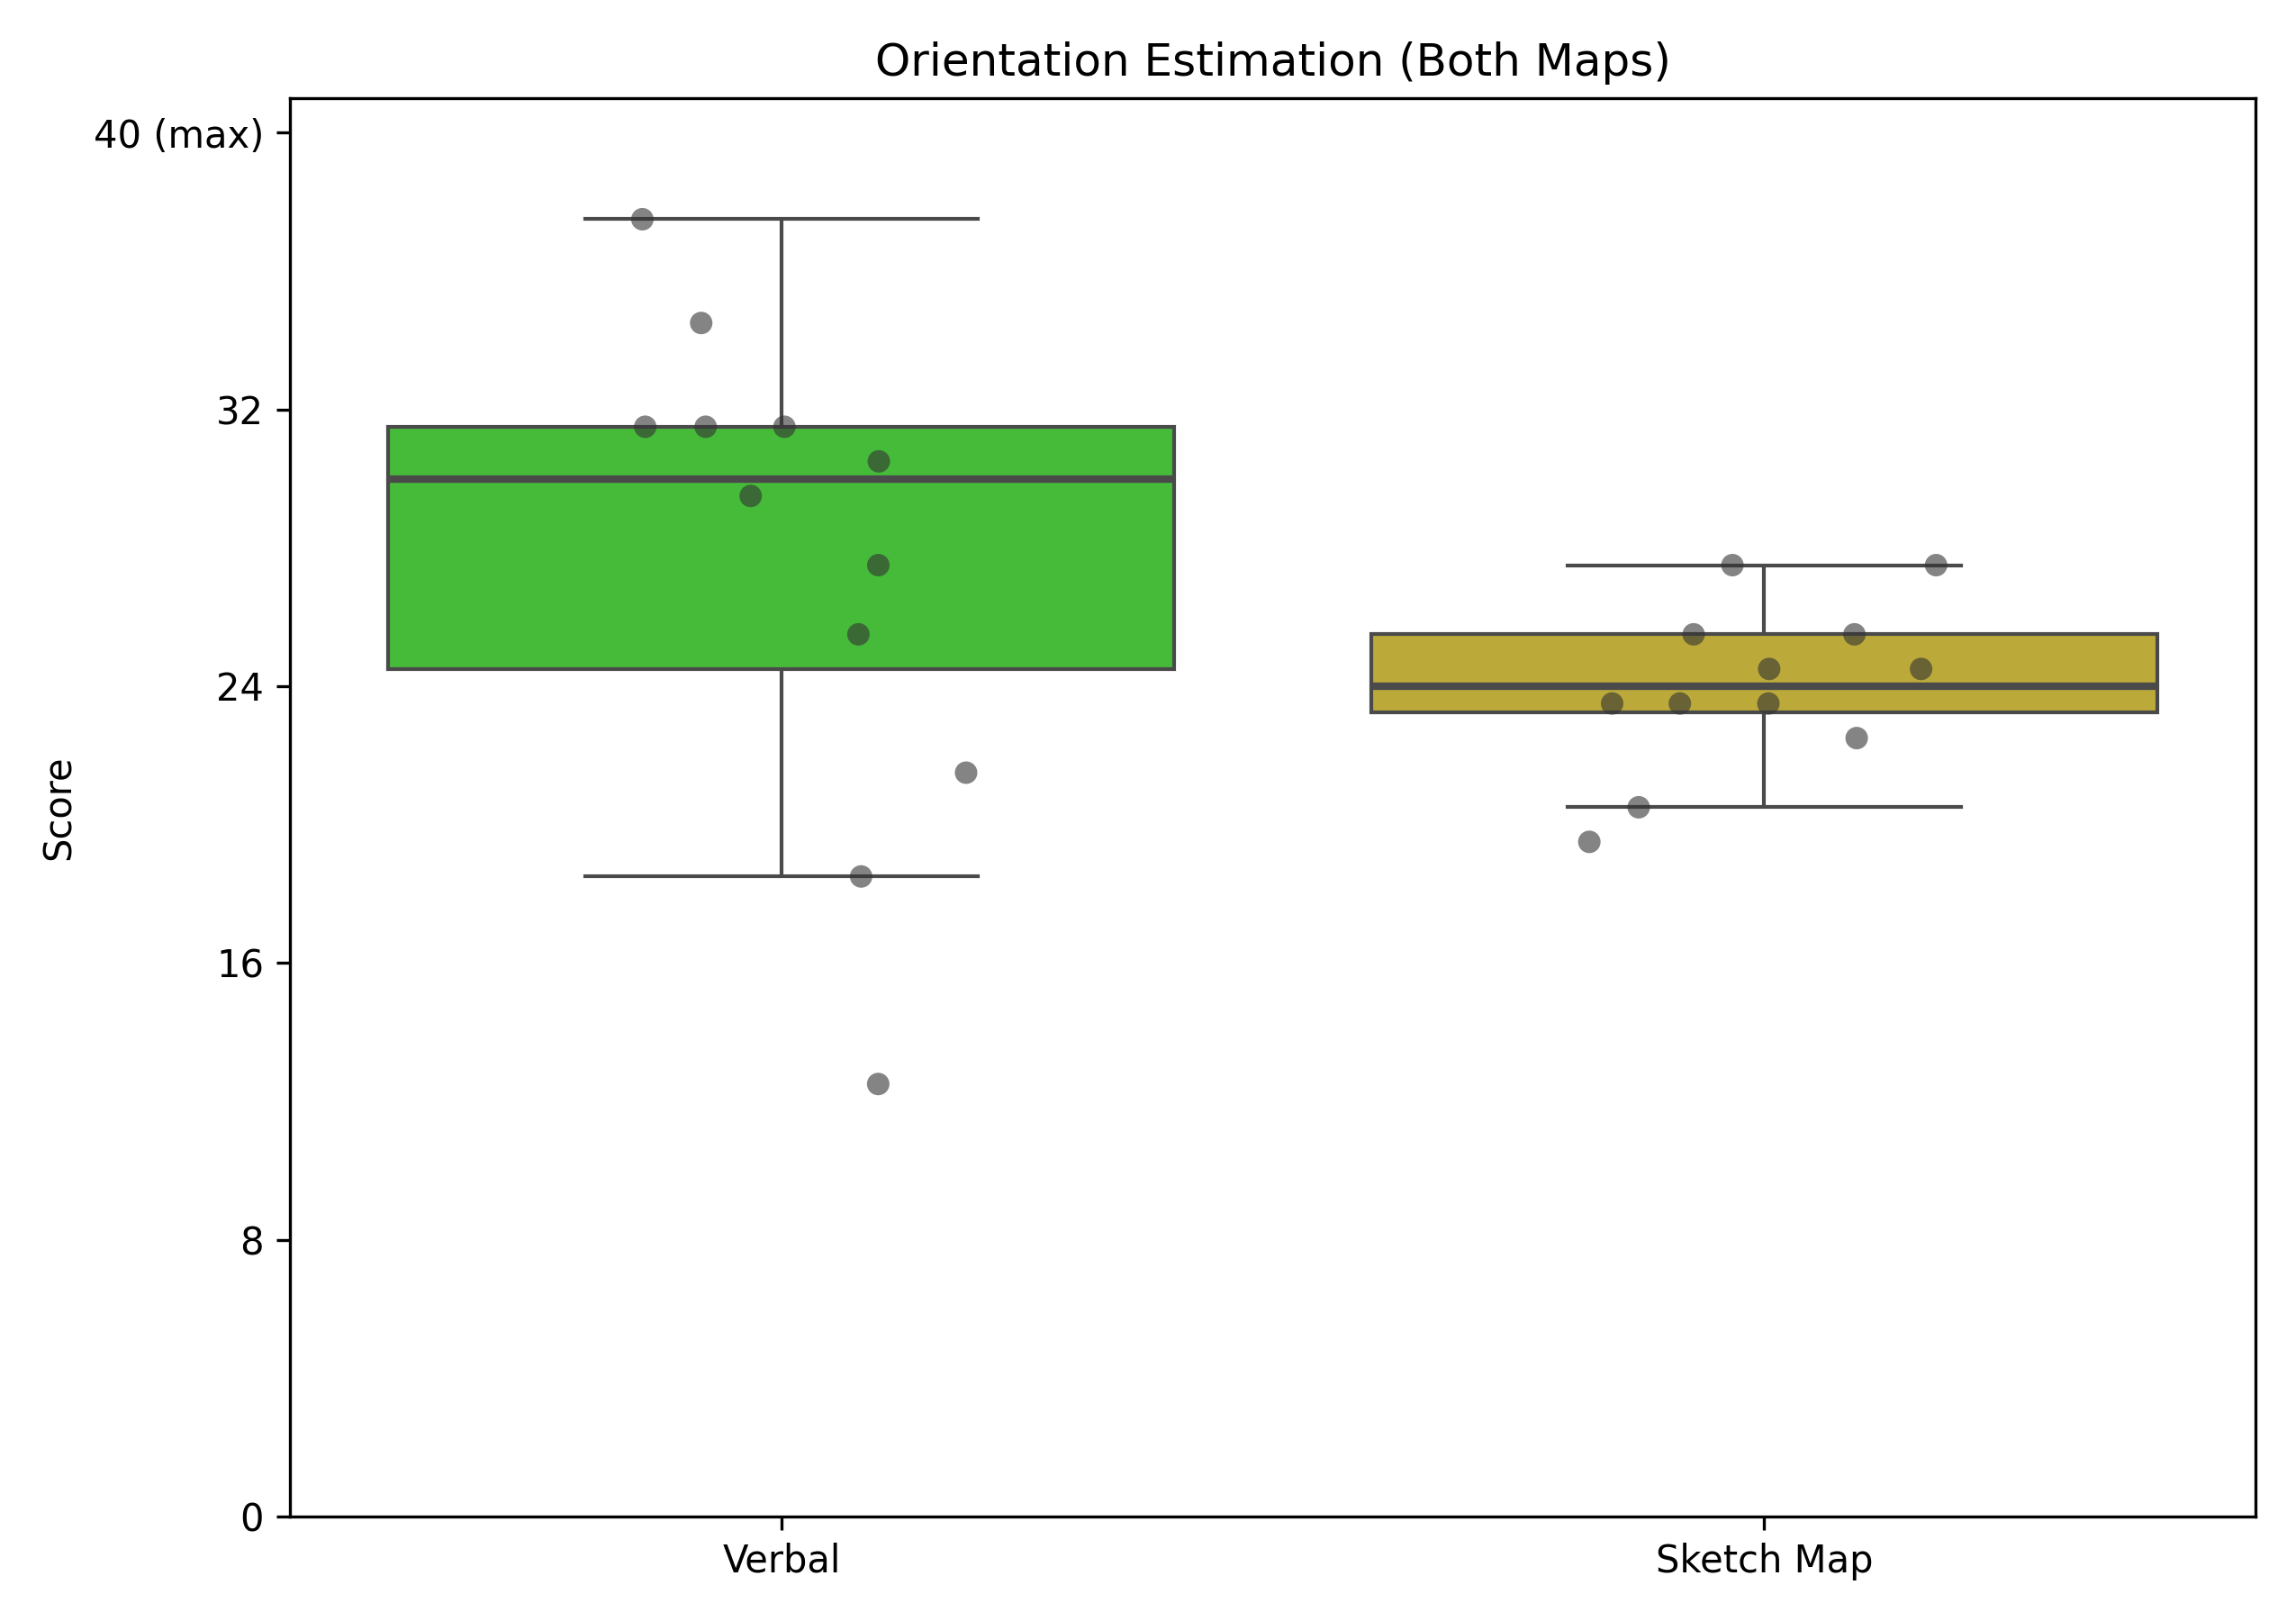 Orientation Estimation (Both Maps)
40 (max)
32
24
16
8
0
Score
Verbal
Sketch Map